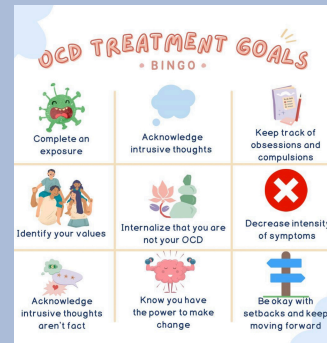 OCD TREATMENT GOALS
• BINGO •
Complete an
exposure
Acknowledge
intrusive thoughts
Keep track of
obsessions and
compulsions
Identify your values
Internalize that you are
not your OCD
Decrease intensity
of symptoms
Acknowledge
intrusive thoughts
aren't fact
Know you have
the power to make
change
Be okay with
setbacks and keep
moving forward